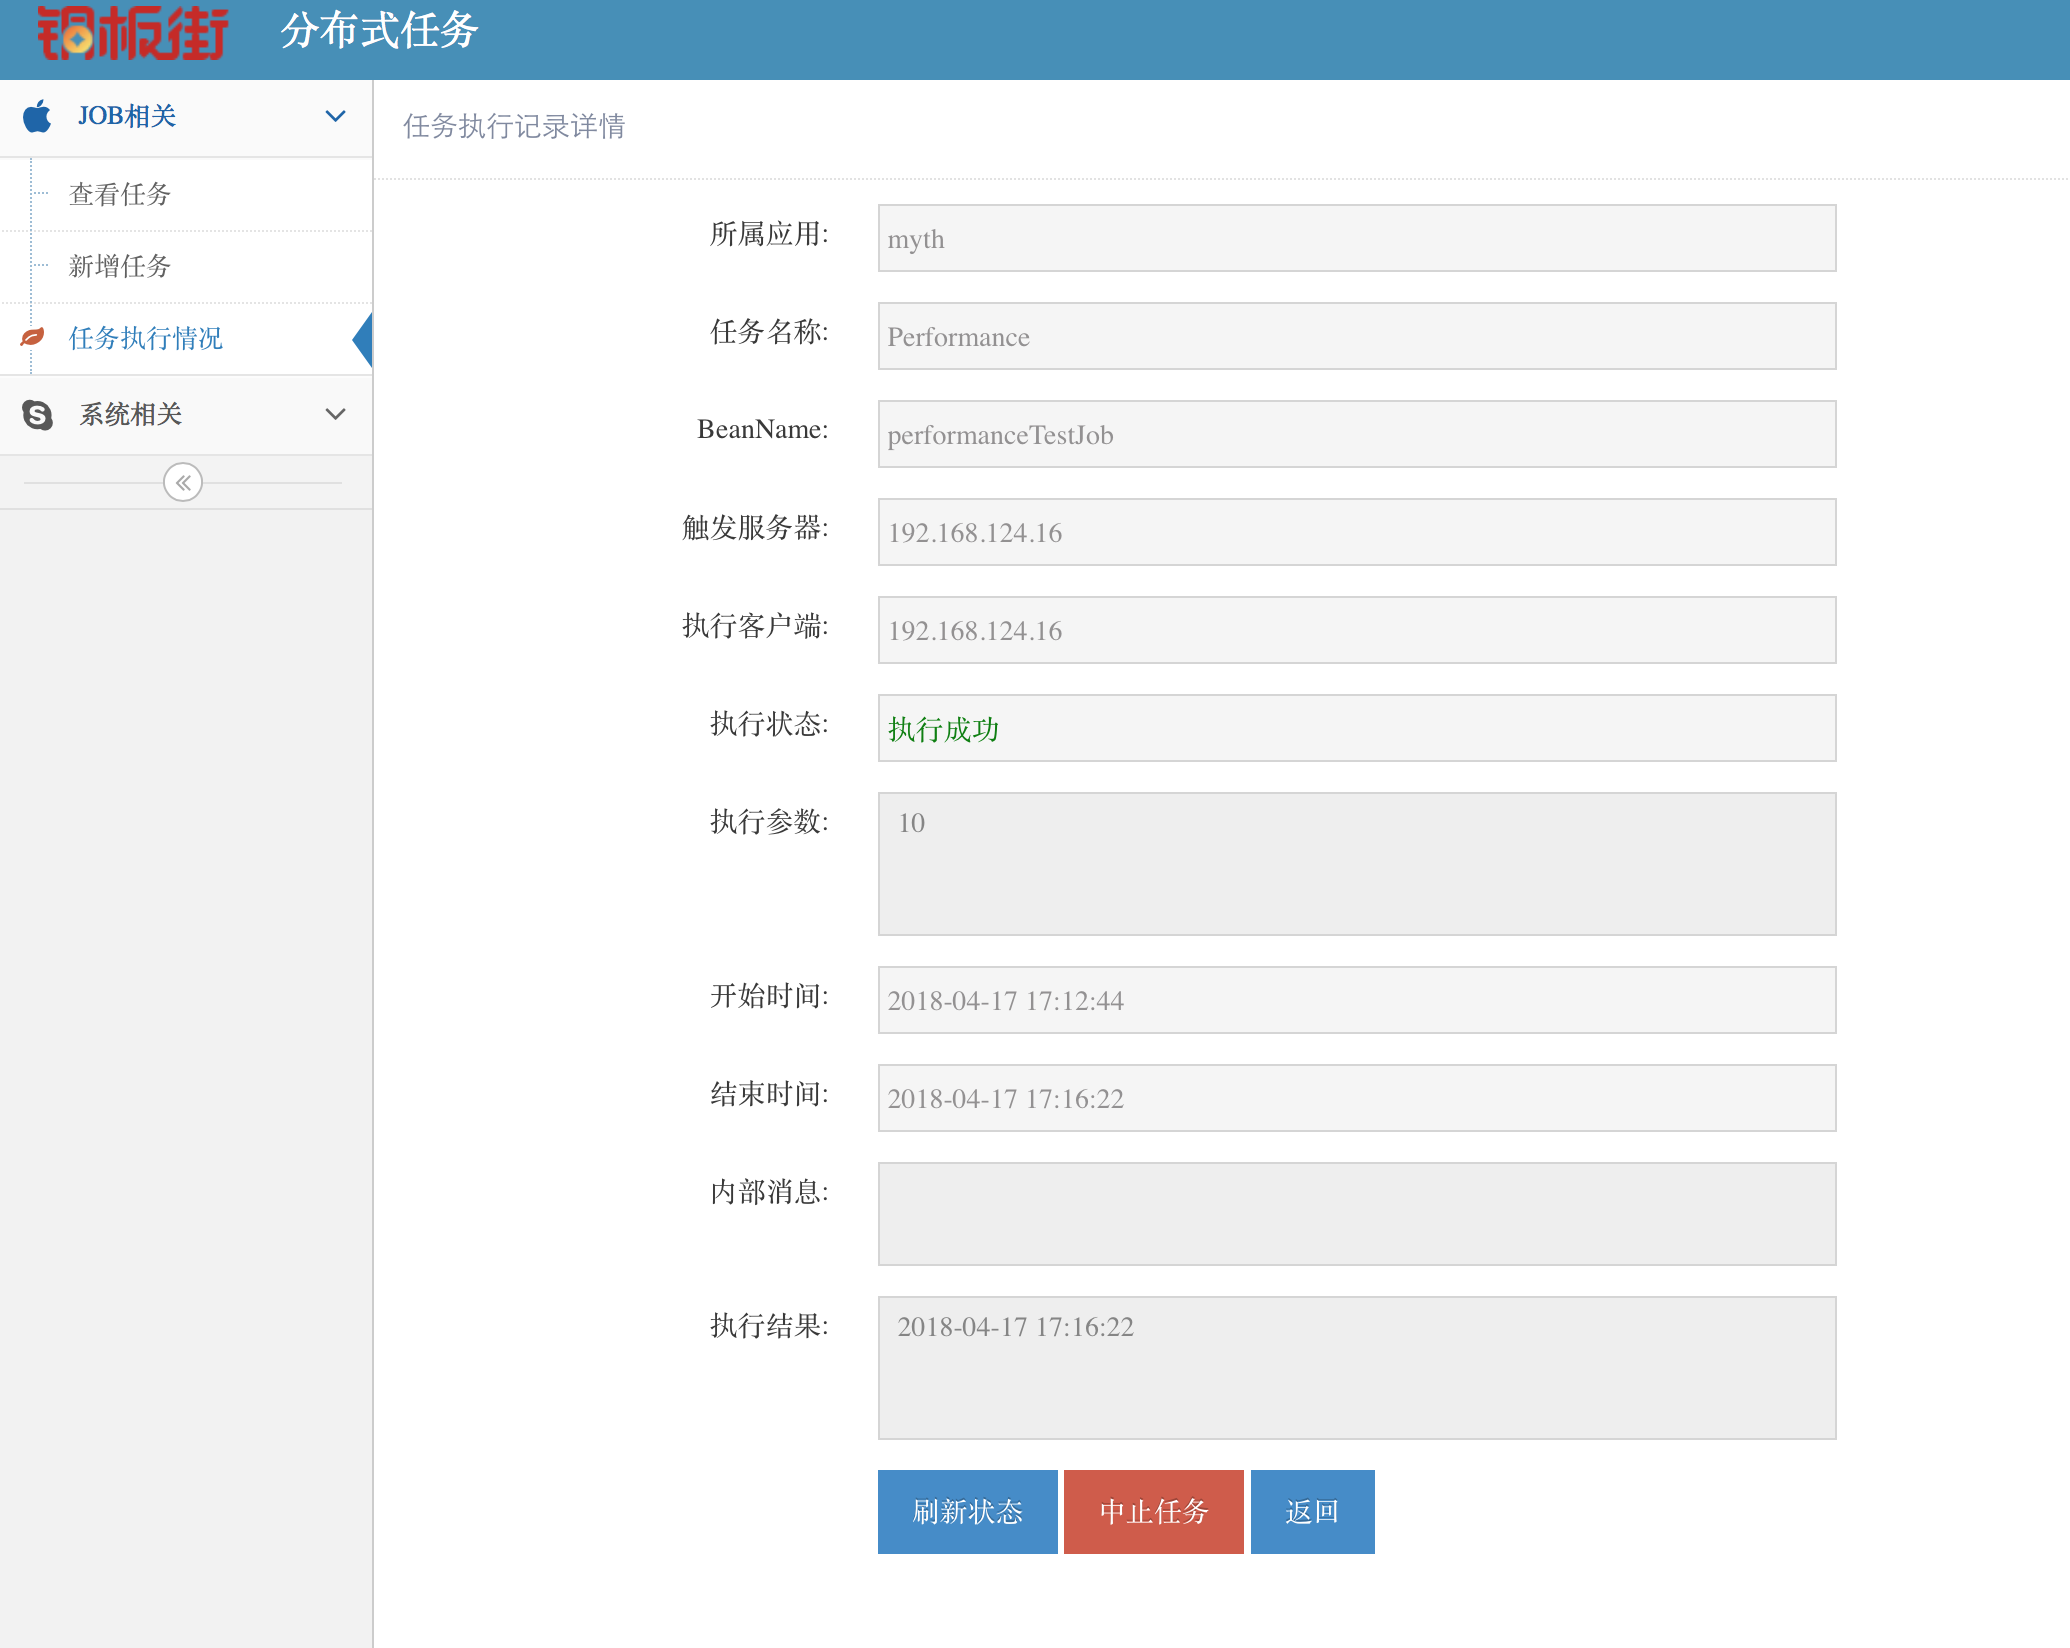 铜板街 分布式任务
JOB相关
查看任务
新增任务
任务执行情况
系统相关
任务执行记录详情
所属应用: myth
任务名称: Performance
BeanName: performanceTestJob
触发服务器: 192.168.124.16
执行客户端: 192.168.124.16
执行状态: 执行成功
执行参数: 10
开始时间: 2018-04-17 17:12:44
结束时间: 2018-04-17 17:16:22
内部消息:
执行结果: 2018-04-17 17:16:22
刷新状态 中止任务 返回